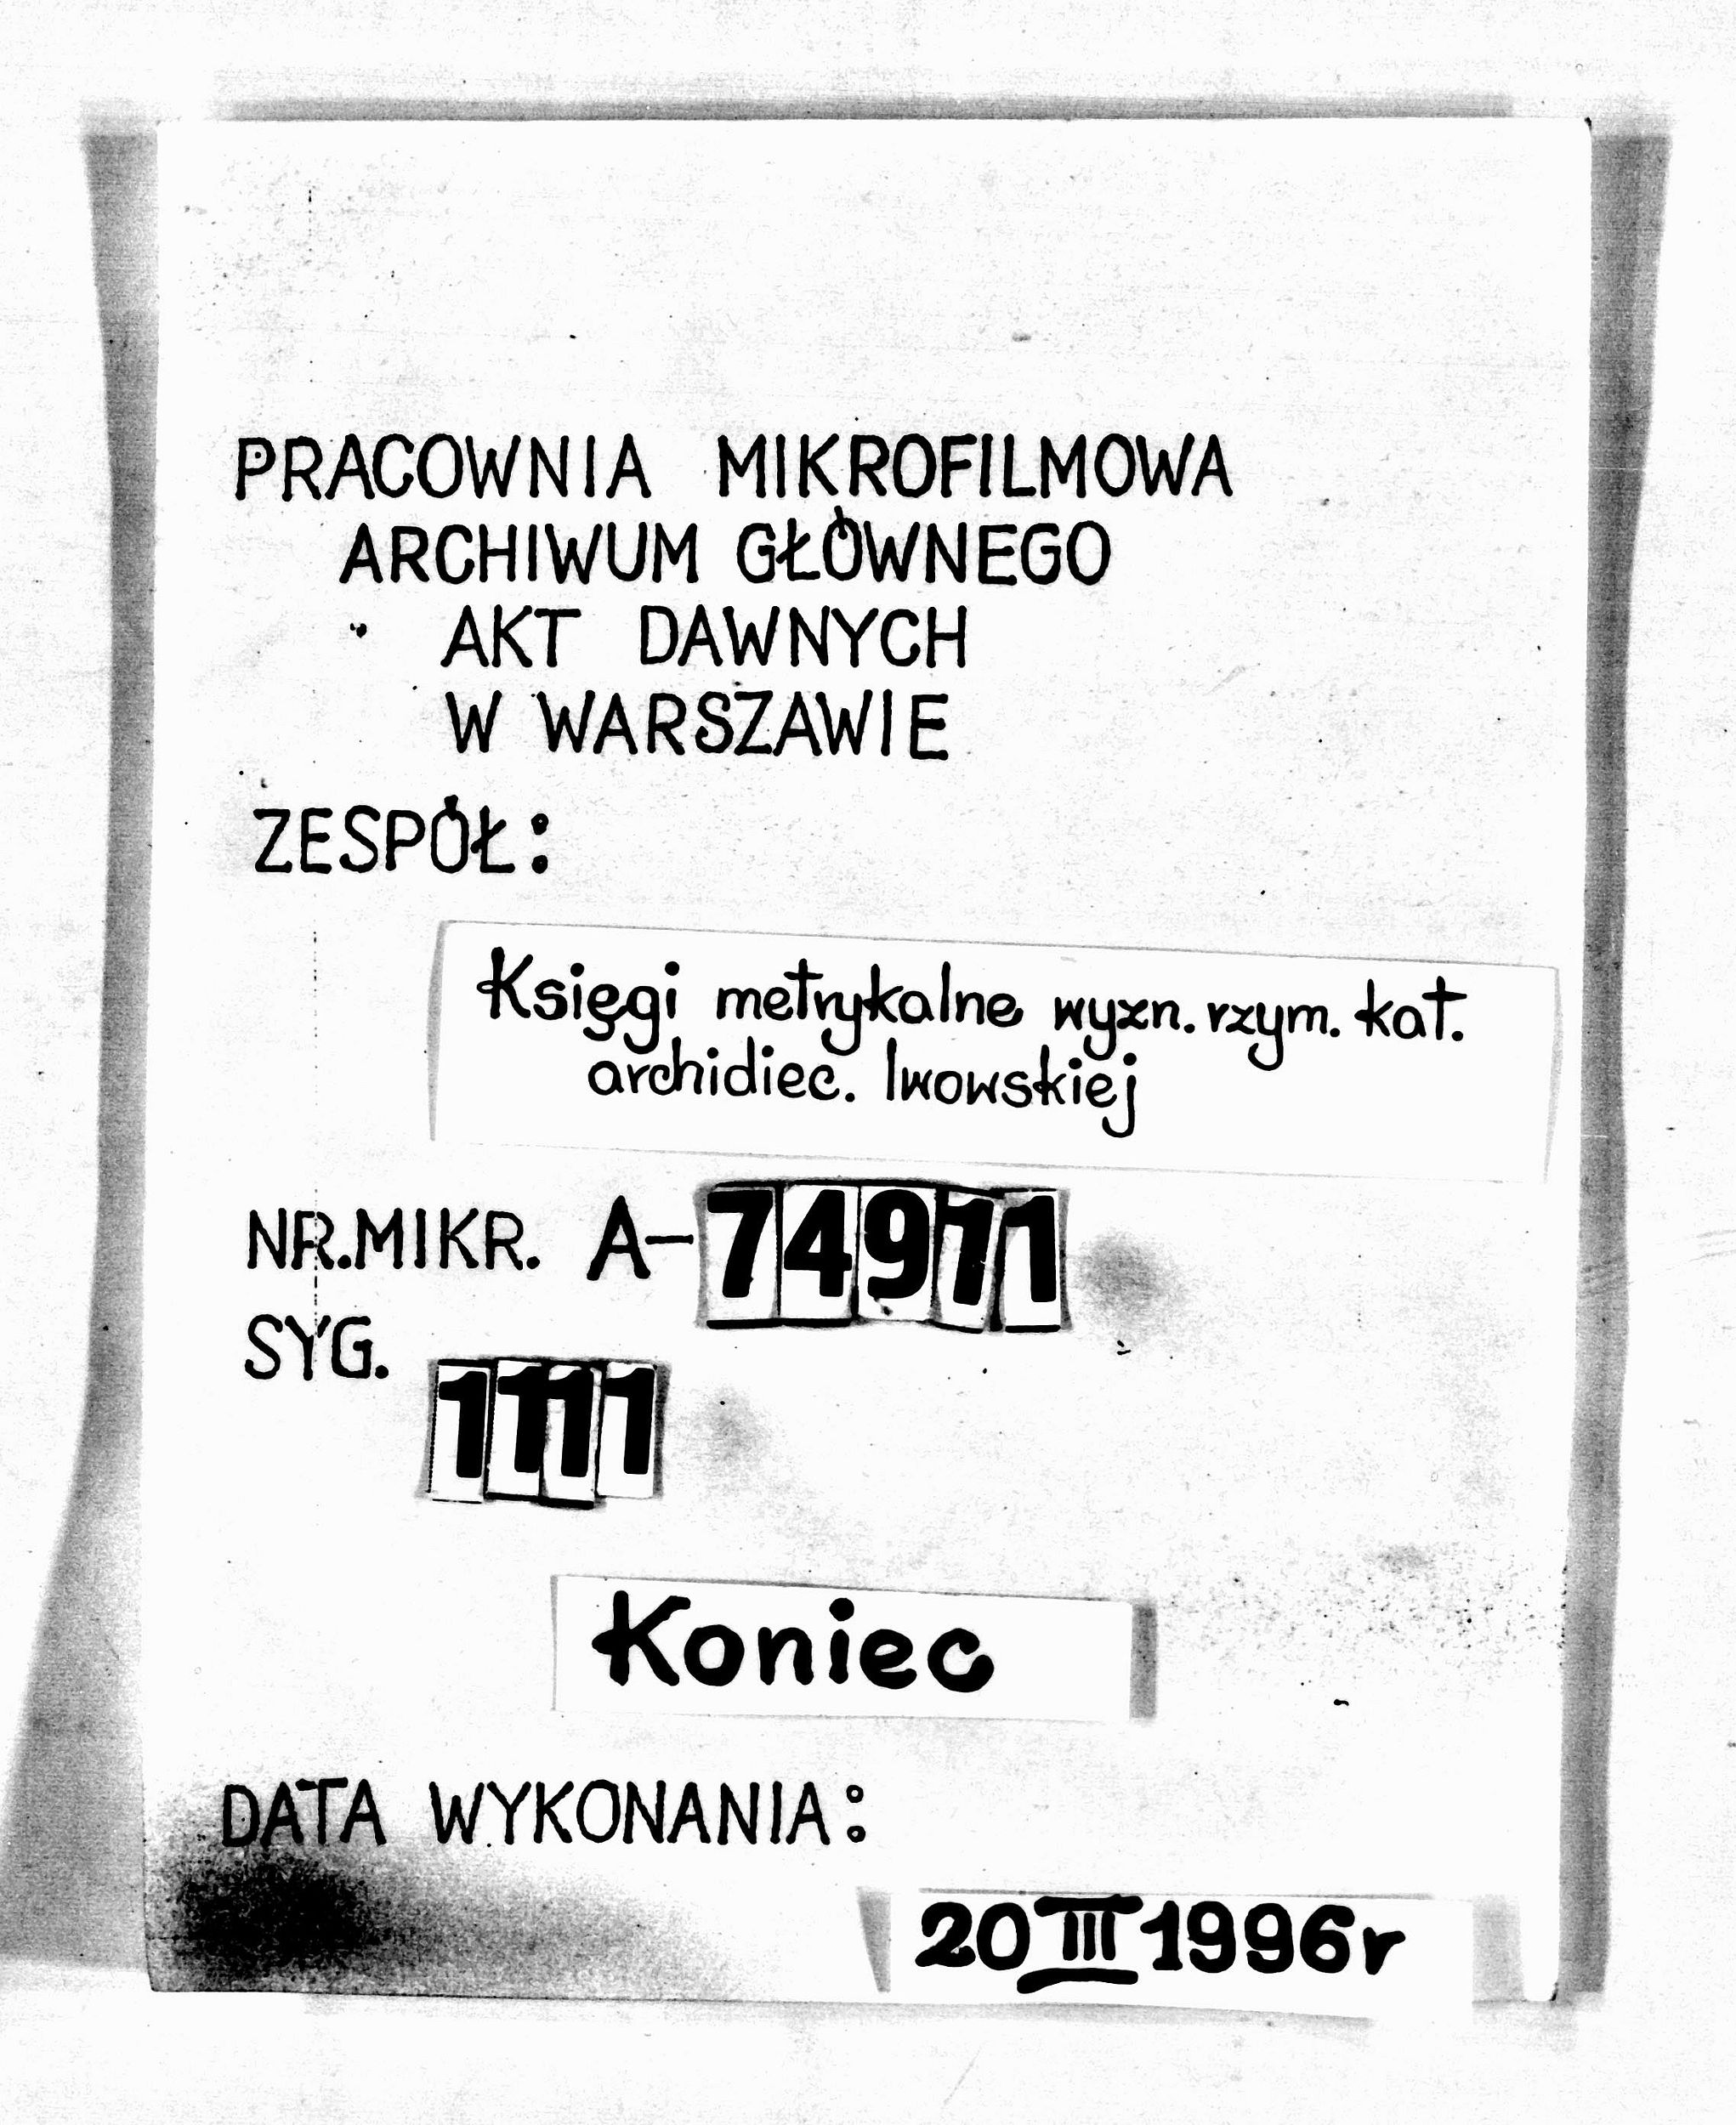 PRACOWNIA MIKROFILMOWA
ARCHIWUM GŁÓWNEGO
AKT DAWNYCH
W WARSZAWIE
ZESPÓŁ:
Księgi metrykalne wyzn. rzym. kat.
archidiec. lwowskiej
NR.MIKR. A-74911
SYG.
1111
Koniec
DATA WYKONANIA:
20 III 1996r